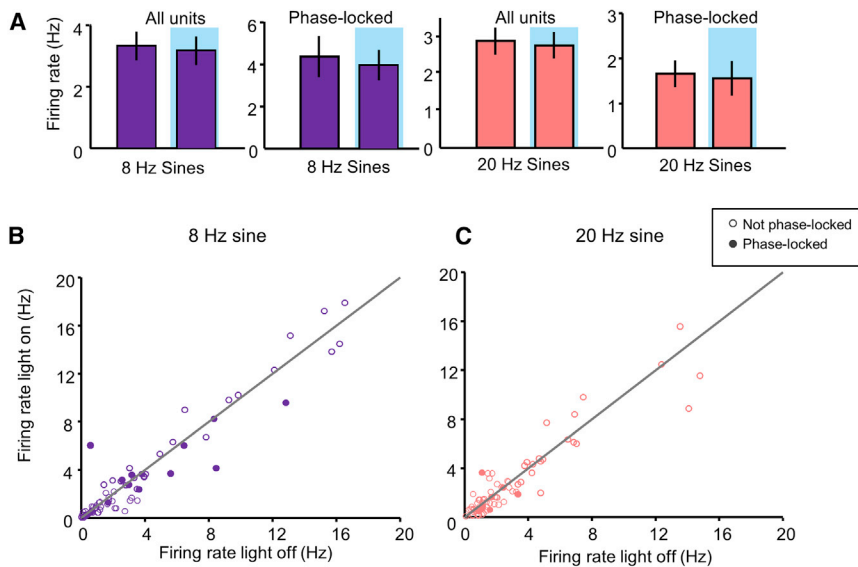 A
All units
Phase-locked
All units
Phase-locked
Firing rate (Hz)
4
2
0
6
4
2
0
3
2
1
0
3
2
1
0
8 Hz Sines
8 Hz Sines
20 Hz Sines
20 Hz Sines
B
8 Hz sine
C
20 Hz sine
Not phase-locked
Phase-locked
Firing rate light on (Hz)
20
16
12
8
4
0
0
4
8
12
16
20
Firing rate light off (Hz)
20
16
12
8
4
0
0
4
8
12
16
20
Firing rate light off (Hz)